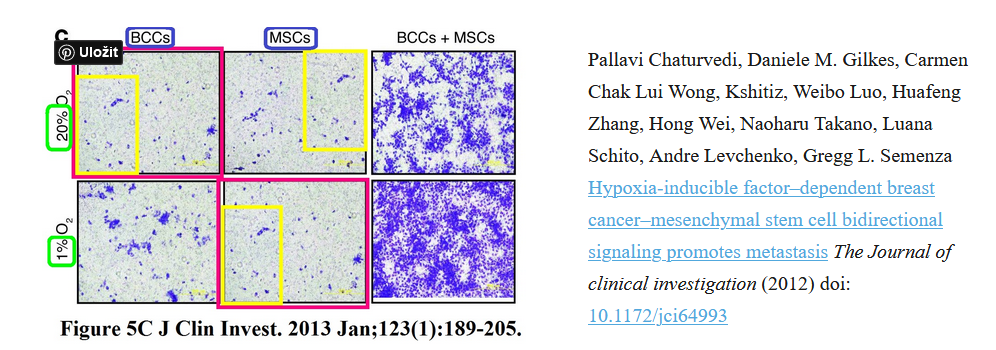 C
Uložit
BCCs
MSCs
BCCs + MSCs
20% O2
1% O2
Figure 5C J Clin Invest. 2013 Jan;123(1):189-205.
Pallavi Chaturvedi, Daniele M. Gilkes, Carmen
Chak Lui Wong, Kshitiz, Weibo Luo, Huafeng
Zhang, Hong Wei, Naoharu Takano, Luana
Schito, Andre Levchenko, Gregg L. Semenza
Hypoxia-inducible factor–dependent breast
cancer–mesenchymal stem cell bidirectional
signaling promotes metastasis The Journal of
clinical investigation (2012) doi:
10.1172/jci64993